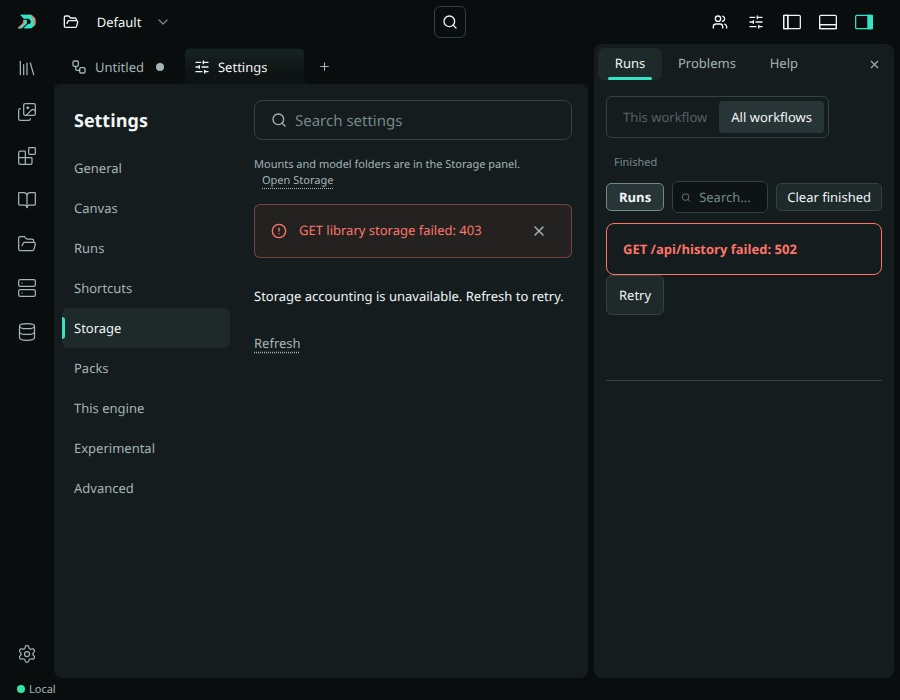 Default
Untitled
Settings
Settings
General
Canvas
Runs
Shortcuts
Storage
Packs
This engine
Experimental
Advanced
Search settings
Mounts and model folders are in the Storage panel.
Open Storage
GET library storage failed: 403
Storage accounting is unavailable. Refresh to retry.
Refresh
Runs
Problems
Help
This workflow
All workflows
Finished
Runs
Search...
Clear finished
GET /api/history failed: 502
Retry
Local